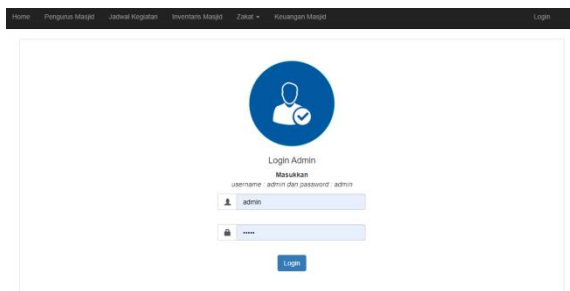 Home Pengurus Masjid Jadwal Kegiatan Inventaris Masjid Zakat Keuangan Masjid Login
Login Admin
Masukkan
username : admin dan password : admin
admin
•••••
Login